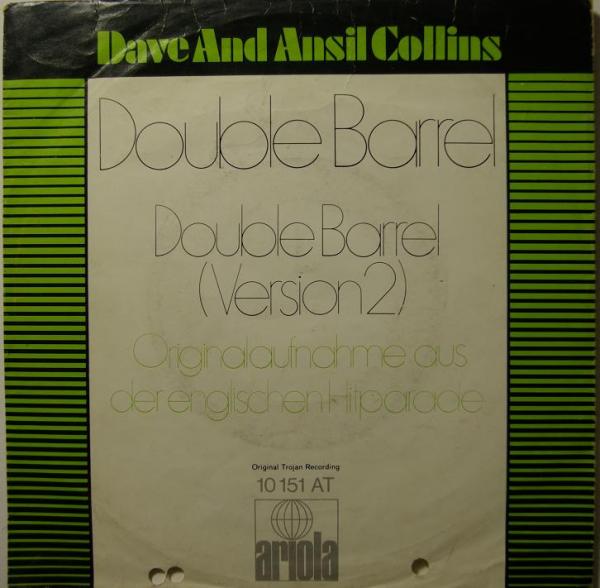 Dave And Ansil Collins
Double Barrel
Double Barrel
(Version 2)
Originalaufnahme aus
der englischen Hitparade
Original Trojan Recording
10 151 AT
ariola